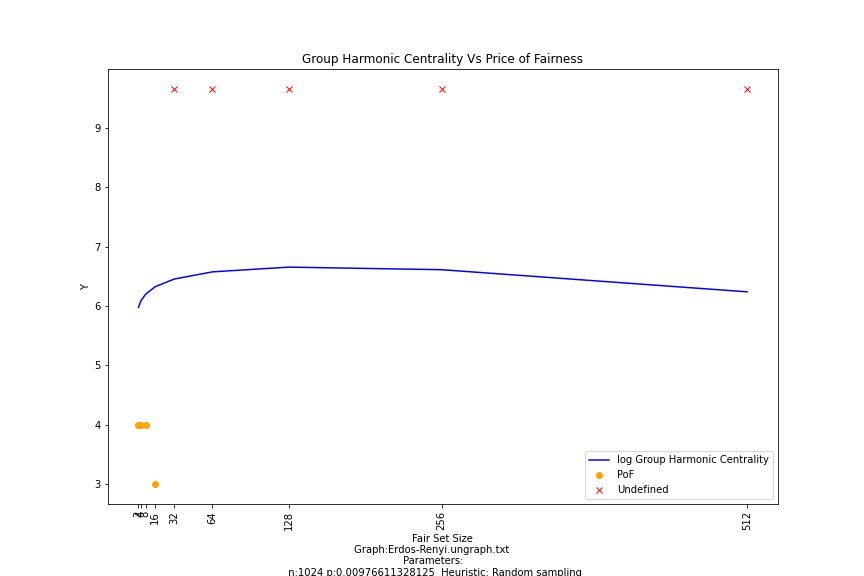 Group Harmonic Centrality Vs Price of Fairness
9
8
7
6
5
4
3
Y
log Group Harmonic Centrality
PoF
Undefined
2 4 8 16 32 64 128 256 512
Fair Set Size
Graph:Erdos-Renyi.ungraph.txt
Parameters:
n:1024 p:0.00976611328125 Heuristic: Random sampling